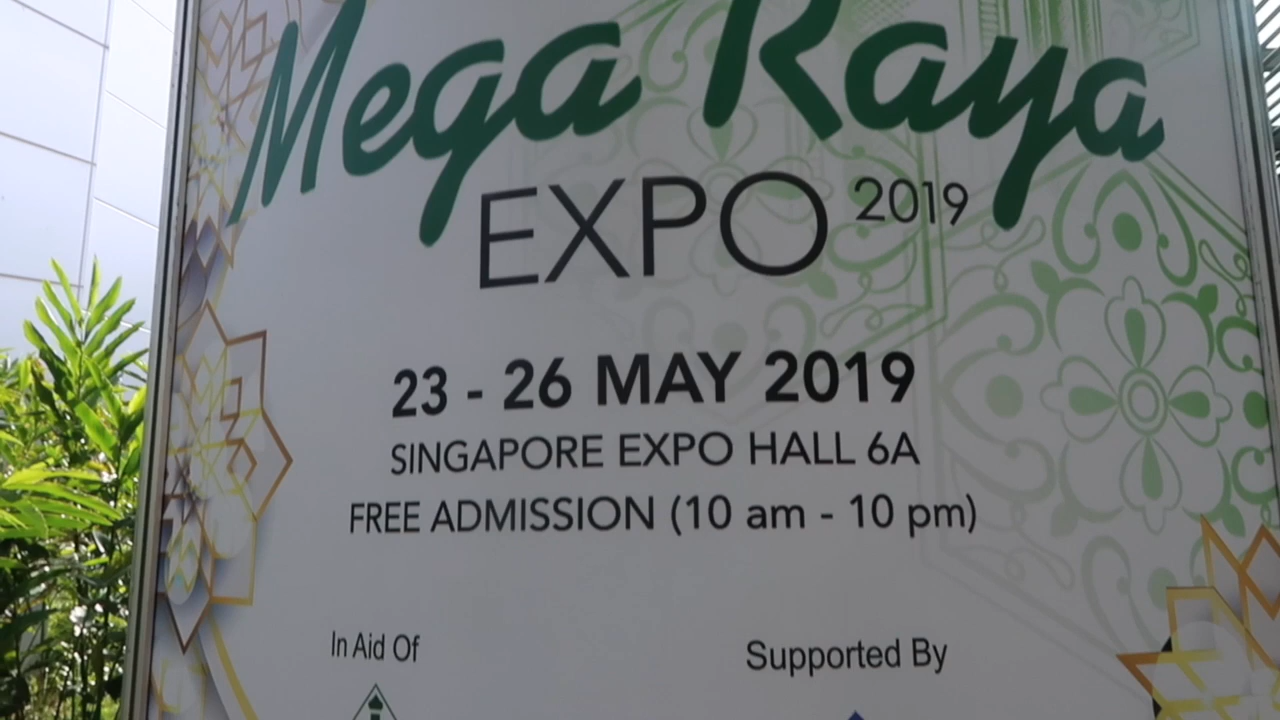 Mega Raya
EXPO 2019
23 - 26 MAY 2019
SINGAPORE EXPO HALL 6A
FREE ADMISSION (10 am - 10 pm)
In Aid Of
Supported By